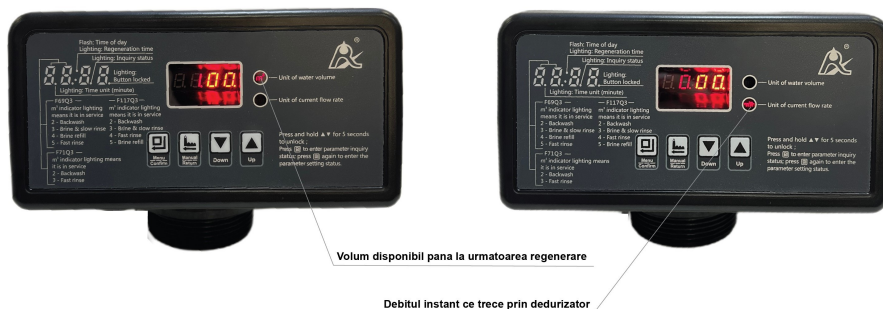 Flash: Time of day
Lighting: Regeneration time
Lighting: Inquiry status
Lighting:
Button locked
Lighting: Time unit (minute)
F69Q3
m³ indicator lighting
means it is in service
2 - Backwash
3 - Brine & slow rinse
4 - Brine refill
5 - Fast rinse
F117Q3
m³ indicator lighting
means it is in service
2 - Backwash
3 - Brine & slow rinse
4 - Fast rinse
5 - Brine refill
F71Q3
m³ indicator lighting means
it is in service
2 - Backwash
3 - Fast rinse
1.00
Unit of water volume
Unit of current flow rate
Menu
Confirm
Manual
Return
Down
Up
Press and hold ▲▼ for 5 seconds
to unlock ;
Press to enter parameter inquiry
status; press again to enter the
parameter setting status.
®
Flash: Time of day
Lighting: Regeneration time
Lighting: Inquiry status
Lighting:
Button locked
Lighting: Time unit (minute)
F69Q3
m³ indicator lighting
means it is in service
2 - Backwash
3 - Brine & slow rinse
4 - Brine refill
5 - Fast rinse
F117Q3
m³ indicator lighting
means it is in service
2 - Backwash
3 - Brine & slow rinse
4 - Fast rinse
5 - Brine refill
F71Q3
m³ indicator lighting means
it is in service
2 - Backwash
3 - Fast rinse
0.00
Unit of water volume
Unit of current flow rate
Menu
Confirm
Manual
Return
Down
Up
Press and hold ▲▼ for 5 seconds
to unlock ;
Press to enter parameter inquiry
status; press again to enter the
parameter setting status.
®
Volum disponibil pana la urmatoarea regenerare
Debitul instant ce trece prin dedurizator